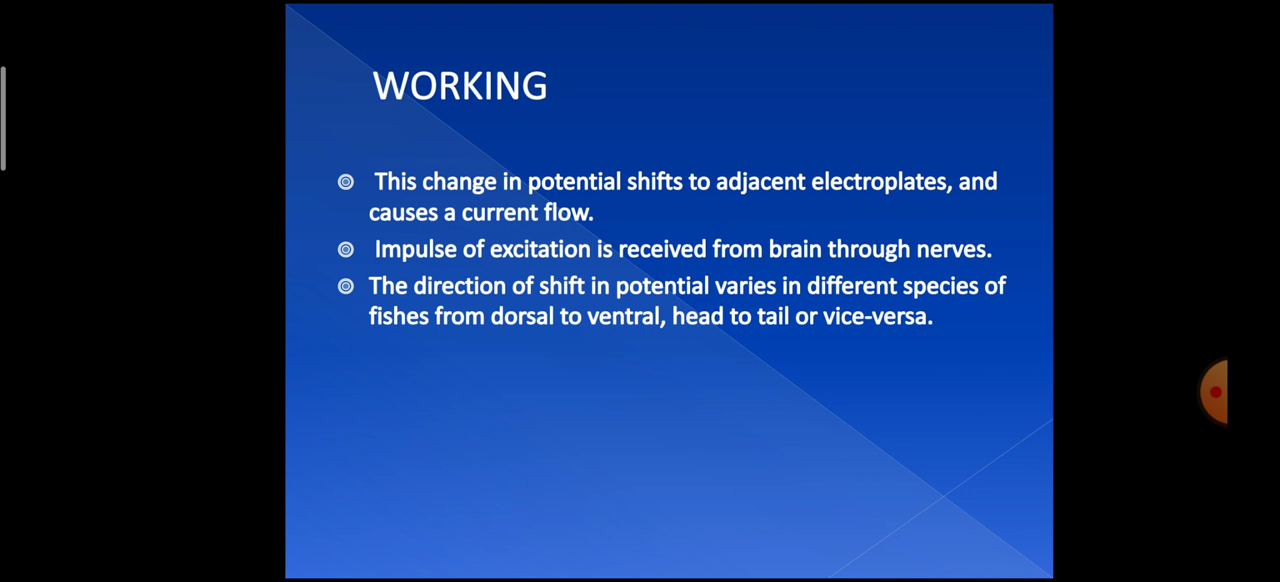 WORKING
This change in potential shifts to adjacent electroplates, and
causes a current flow.
Impulse of excitation is received from brain through nerves.
The direction of shift in potential varies in different species of
fishes from dorsal to ventral, head to tail or vice-versa.